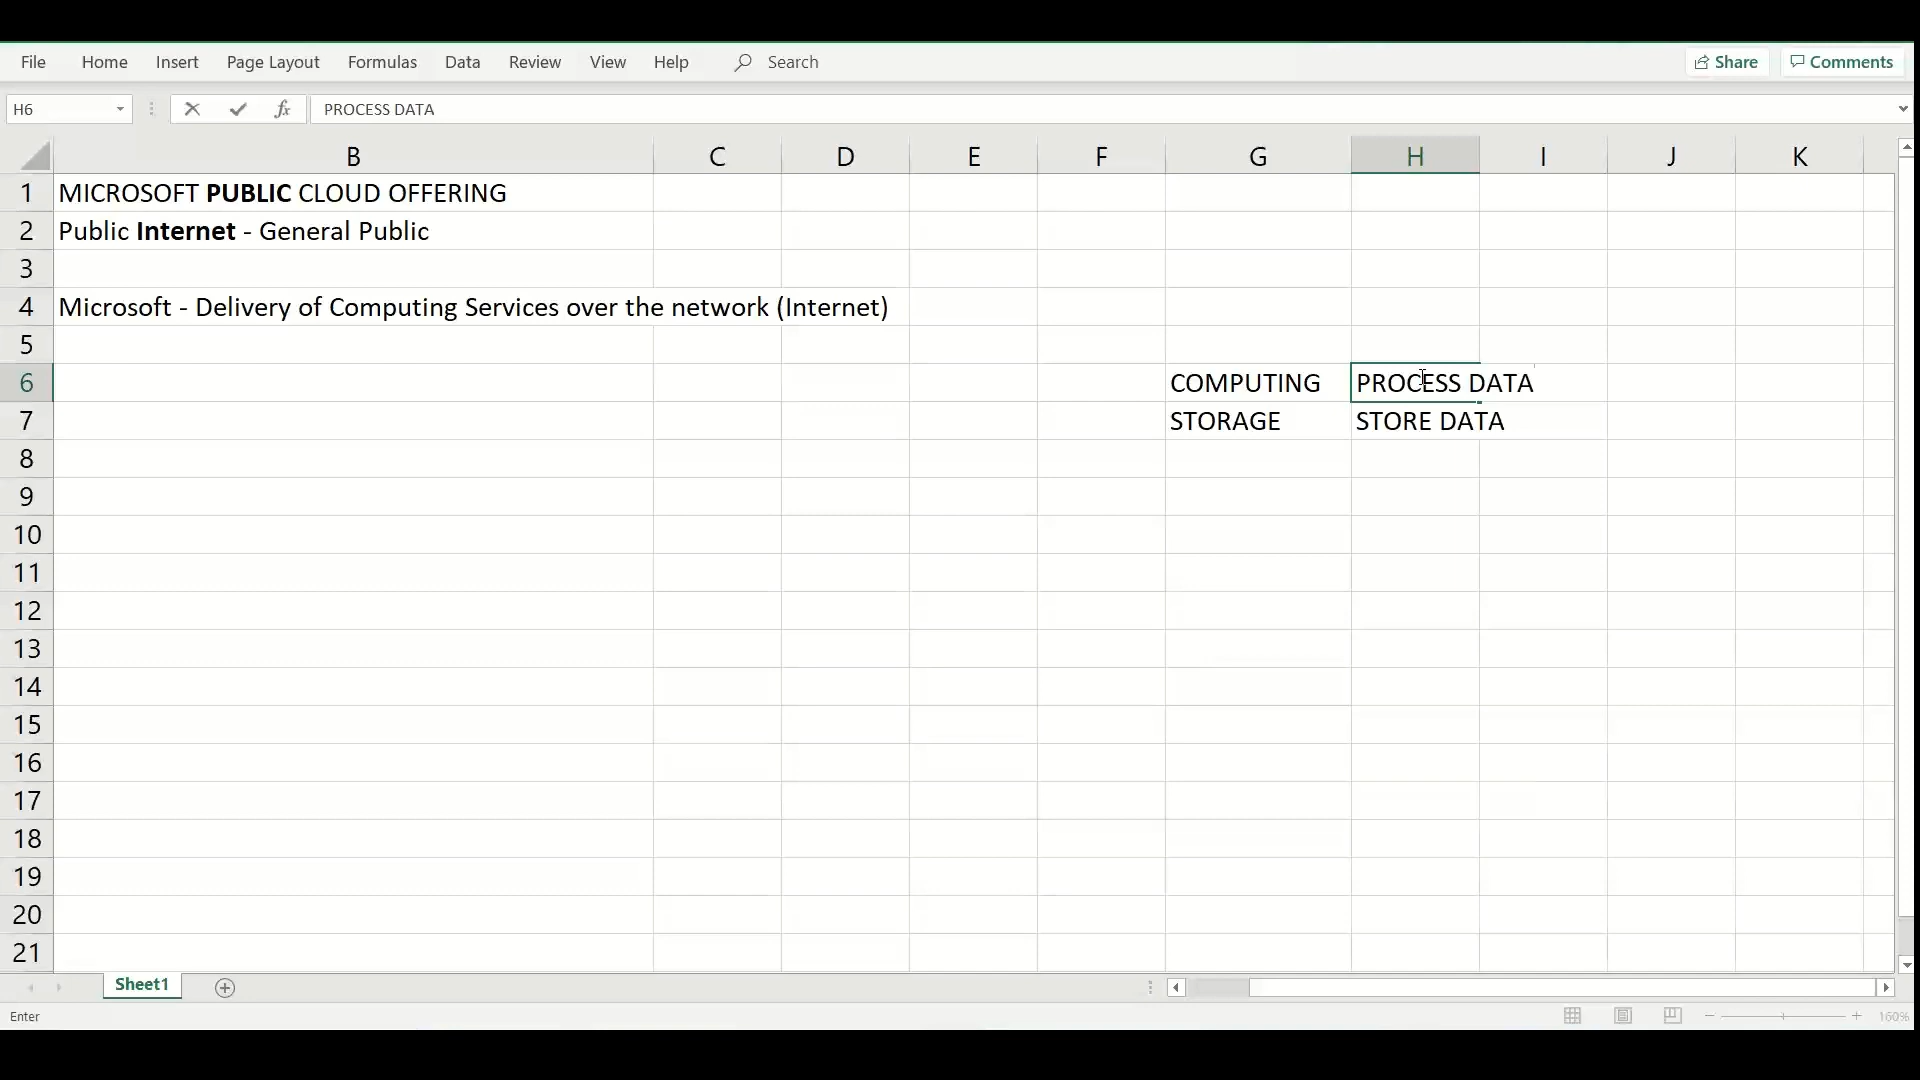 File Home Insert Page Layout Formulas Data Review View Help Search Share Comments
H6 fx PROCESS DATA
B C D E F G H I J K
1 MICROSOFT PUBLIC CLOUD OFFERING
2 Public Internet - General Public
3
4 Microsoft - Delivery of Computing Services over the network (Internet)
5
6 COMPUTING PROCESS DATA
7 STORAGE STORE DATA
8
9
10
11
12
13
14
15
16
17
18
19
20
21
Sheet1
Enter 160%